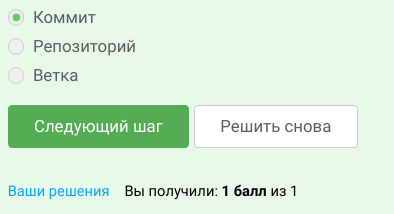 Коммит
Репозиторий
Ветка
Следующий шаг Решить снова
Ваши решения Вы получили: 1 балл из 1